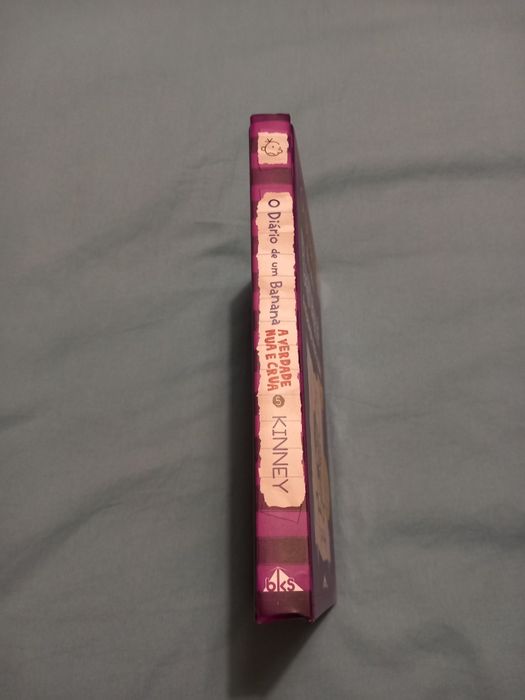 O Diário de um Banana
A VERDADE
NUA E CRUA
5
KINNEY
bks